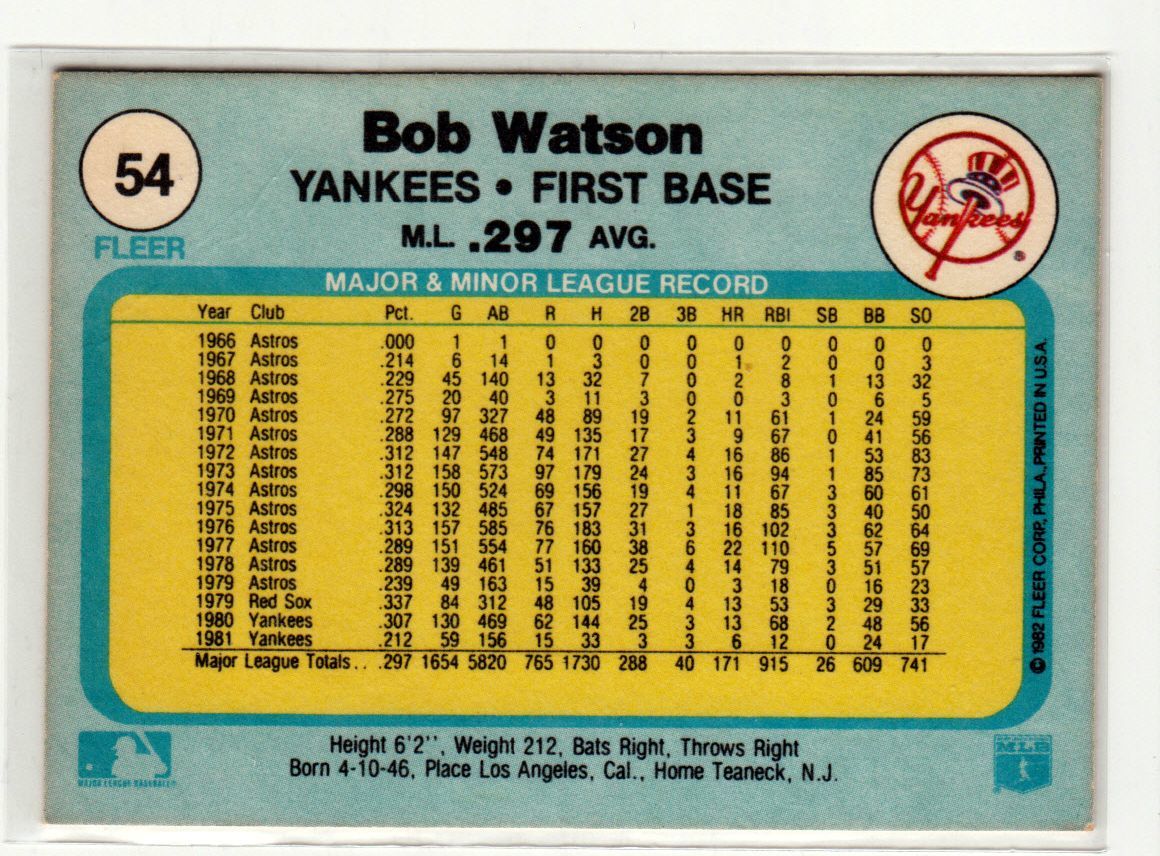 54
FLEER
Bob Watson
YANKEES • FIRST BASE
M.L. .297 AVG.
Yankees
®
MAJOR & MINOR LEAGUE RECORD
Year Club Pct. G AB R H 2B 3B HR RBI SB BB SO
1966 Astros .000 1 1 0 0 0 0 0 0 0 0 0
1967 Astros .214 6 14 1 3 0 0 1 2 0 0 3
1968 Astros .229 45 140 13 32 7 0 2 8 1 13 32
1969 Astros .275 20 40 3 11 3 0 0 3 0 6 5
1970 Astros .272 97 327 48 89 19 2 11 61 1 24 59
1971 Astros .288 129 468 49 135 17 3 9 67 0 41 56
1972 Astros .312 147 548 74 171 27 4 16 86 1 53 83
1973 Astros .312 158 573 97 179 24 3 16 94 1 85 73
1974 Astros .298 150 524 69 156 19 4 11 67 3 60 61
1975 Astros .324 132 485 67 157 27 1 18 85 3 40 50
1976 Astros .313 157 585 76 183 31 3 16 102 3 62 64
1977 Astros .289 151 554 77 160 38 6 22 110 5 57 69
1978 Astros .289 139 461 51 133 25 4 14 79 3 51 57
1979 Astros .239 49 163 15 39 4 0 3 18 0 16 23
1979 Red Sox .337 84 312 48 105 19 4 13 53 3 29 33
1980 Yankees .307 130 469 62 144 25 3 13 68 2 48 56
1981 Yankees .212 59 156 15 33 3 3 6 12 0 24 17
Major League Totals . . .297 1654 5820 765 1730 288 40 171 915 26 609 741
© 1982 FLEER CORP., PHILA., PRINTED IN U.S.A.
MAJOR LEAGUE BASEBALL
Height 6'2'', Weight 212, Bats Right, Throws Right
Born 4-10-46, Place Los Angeles, Cal., Home Teaneck, N.J.
MLB